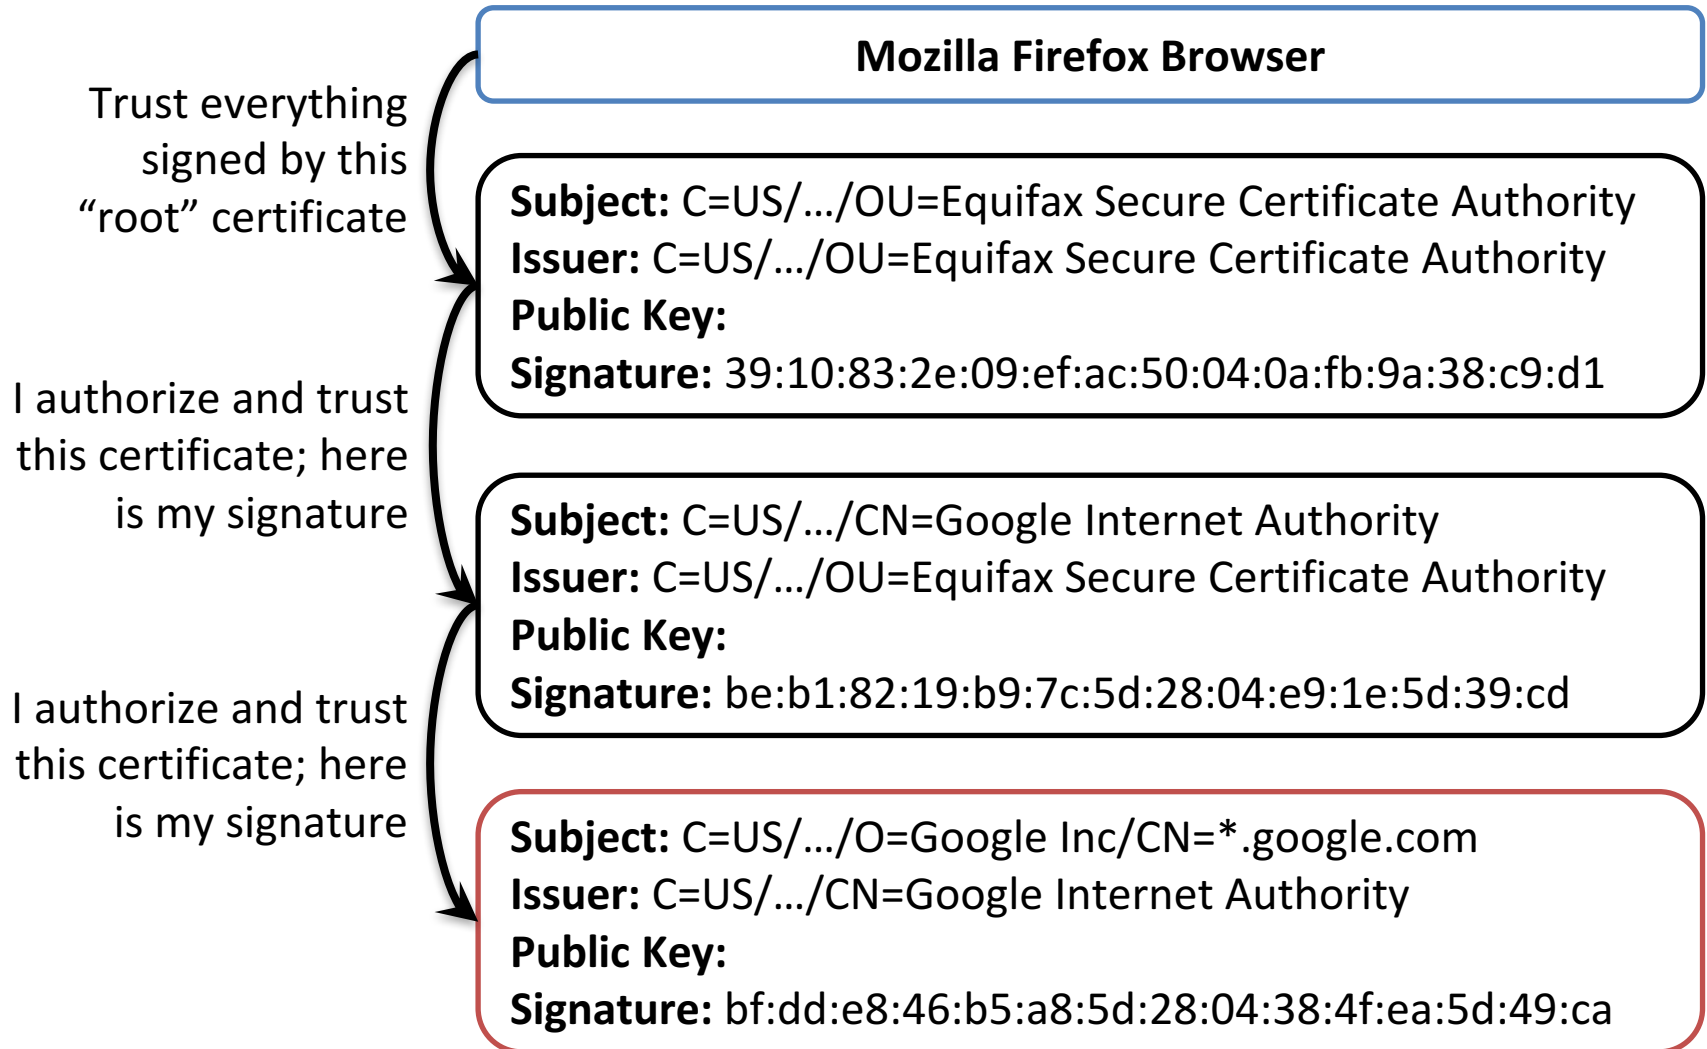 Mozilla Firefox Browser
Trust everything
signed by this
“root” certificate
Subject: C=US/…/OU=Equifax Secure Certificate Authority
Issuer: C=US/…/OU=Equifax Secure Certificate Authority
Public Key:
Signature: 39:10:83:2e:09:ef:ac:50:04:0a:fb:9a:38:c9:d1
I authorize and trust
this certificate; here
is my signature
Subject: C=US/…/CN=Google Internet Authority
Issuer: C=US/…/OU=Equifax Secure Certificate Authority
Public Key:
Signature: be:b1:82:19:b9:7c:5d:28:04:e9:1e:5d:39:cd
I authorize and trust
this certificate; here
is my signature
Subject: C=US/…/O=Google Inc/CN=*.google.com
Issuer: C=US/…/CN=Google Internet Authority
Public Key:
Signature: bf:dd:e8:46:b5:a8:5d:28:04:38:4f:ea:5d:49:ca